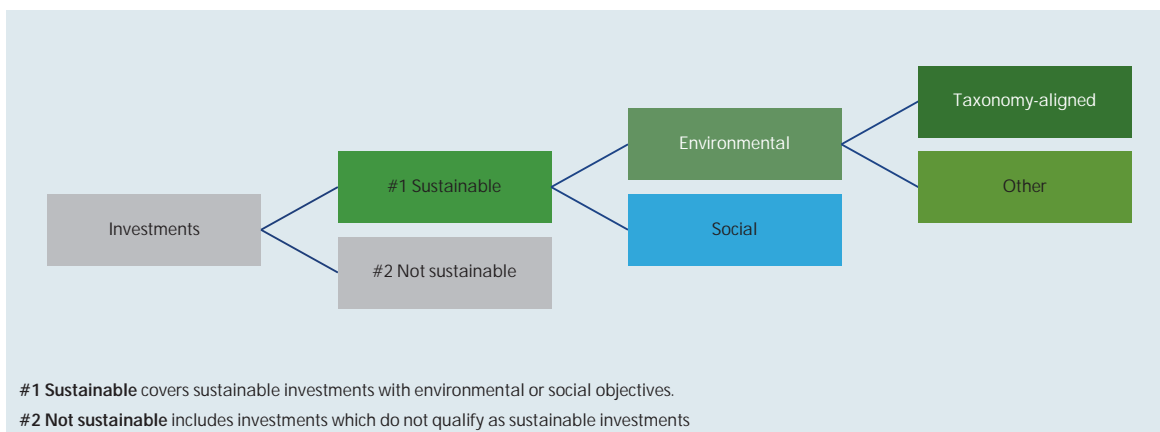 Taxonomy-aligned
Environmental
#1 Sustainable
Other
Investments
Social
#2 Not sustainable
#1 Sustainable covers sustainable investments with environmental or social objectives.
#2 Not sustainable includes investments which do not qualify as sustainable investments